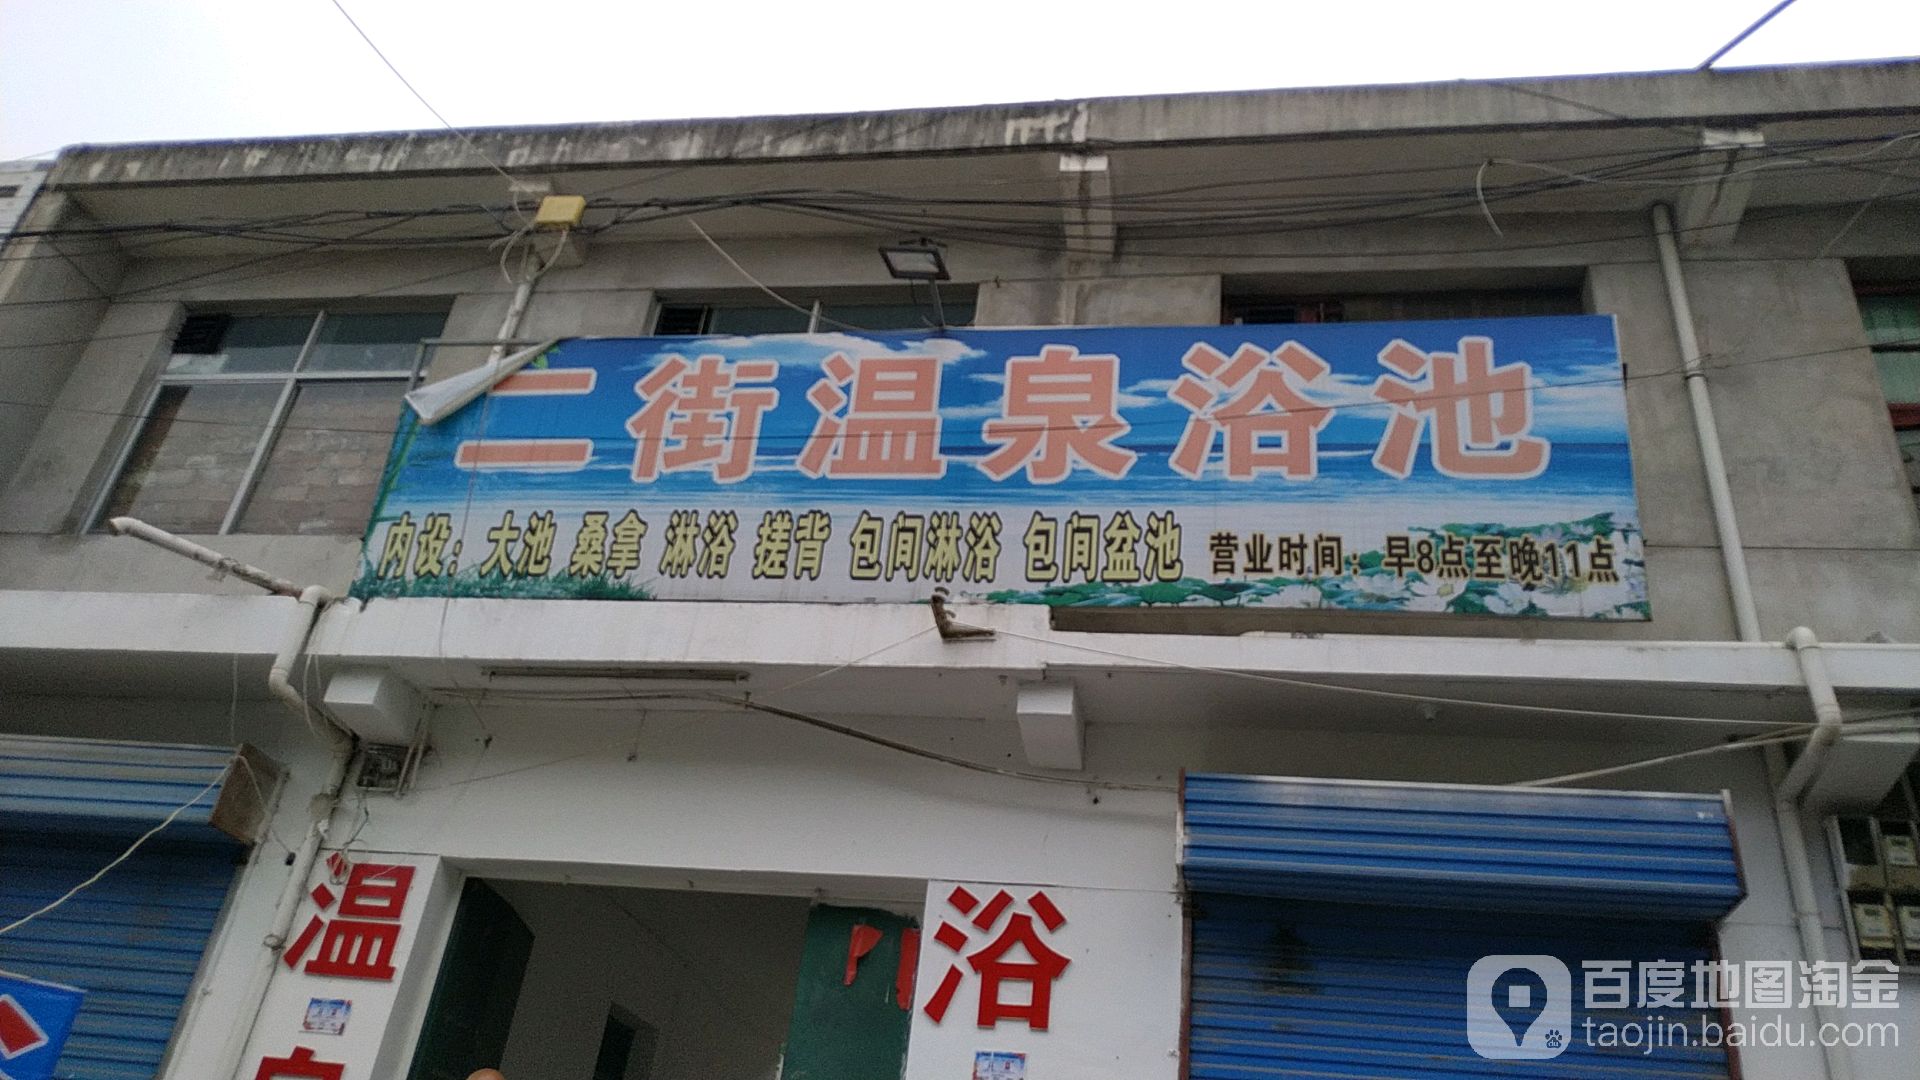 二街温泉浴池
内设：大池 桑拿 淋浴 搓背 包间淋浴 包间盆池 营业时间：早8点至晚11点
温
浴
百度地图淘金
taojin.baidu.com